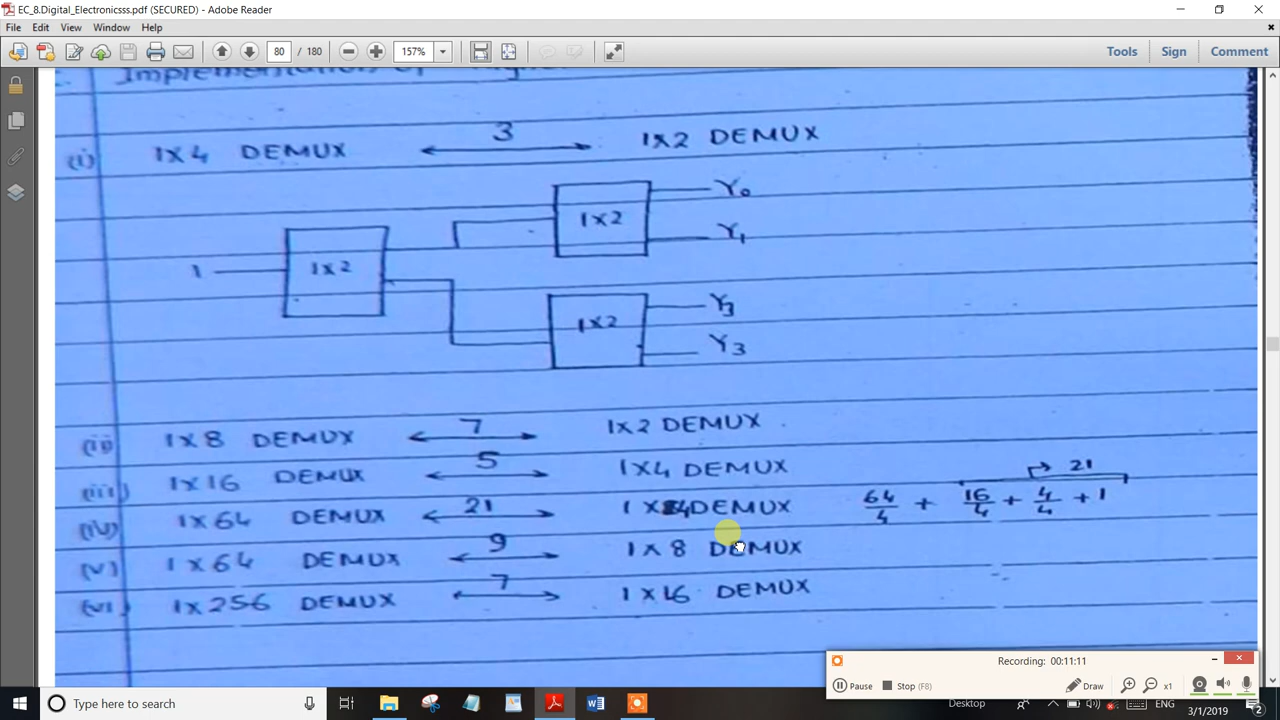 EC_8.Digital_Electronicsss.pdf (SECURED) - Adobe Reader
File Edit View Window Help
80 / 180 157% Tools Sign Comment
Implementation of
(i) 1X4 DEMUX 3 1X2 DEMUX
1X2 Y0
Y1
1 1x2
1X2 Y3
Y3
(ii) 1X8 DEMUX 7 1X2 DEMUX
(iii) 1X16 DEMUX 5 1X4 DEMUX 21
(iv) 1X64 DEMUX 21 1X4DEMUX 64/4 + 16/4 + 4/4 + 1
(v) 1X64 DEMUX 9 1X8 DEMUX
(vi) 1X256 DEMUX 7 1X16 DEMUX
Recording: 00:11:11
Pause Stop (F8) Draw x1
Type here to search Desktop ENG
3/1/2019 2